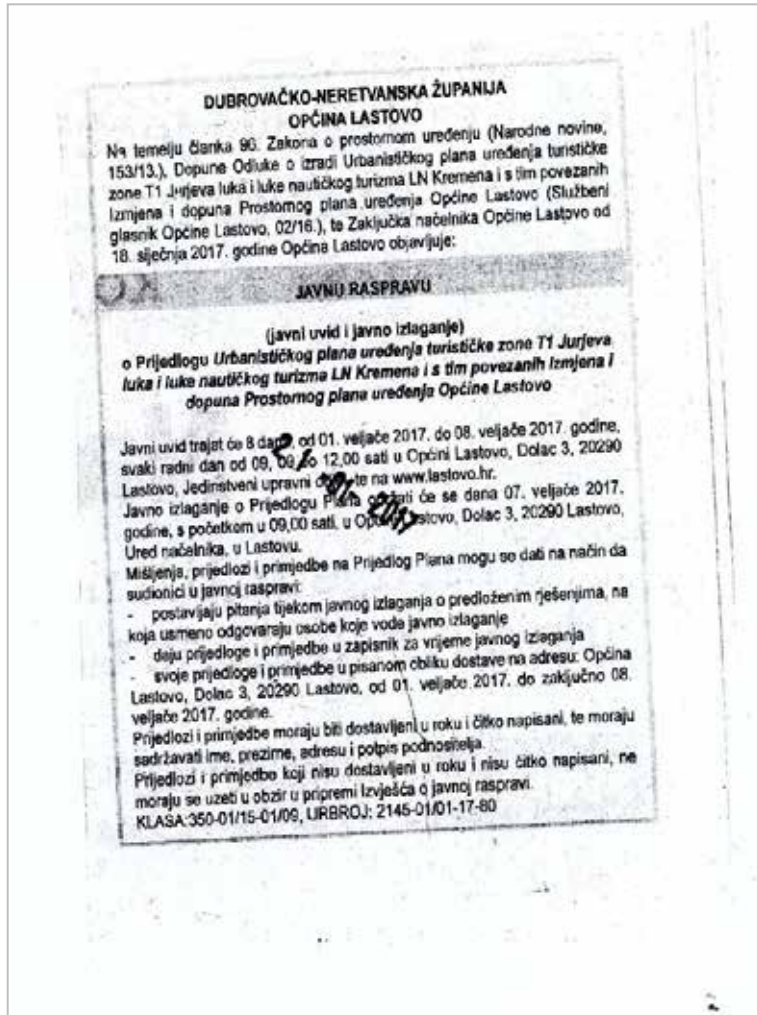 DUBROVAČKO-NERETVANSKA ŽUPANIJA
OPĆINA LASTOVO
Na temelju članka 96. Zakona o prostornom uređenju (Narodne novine,
153/13.), Dopune Odluke o izradi Urbanističkog plana uređenja turističke
zone T1 Jurjeva luka i luke nautičkog turizma LN Kremena i s tim povezanih
Izmjena i dopuna Prostornog plana uređenja Općine Lastovo (Službeni
glasnik Općine Lastovo, 02/16.), te Zaključka načelnika Općine Lastovo od
18. siječnja 2017. godine Općina Lastovo objavljuje:
JAVNU RASPRAVU
(javni uvid i javno izlaganje)
o Prijedlogu Urbanističkog plana uređenja turističke zone T1 Jurjeva
luka i luke nautičkog turizma LN Kremena i s tim povezanih Izmjena i
dopuna Prostornog plana uređenja Općine Lastovo
Javni uvid trajat će 8 dana, od 01. veljače 2017. do 08. veljače 2017. godine,
svaki radni dan od 09, do 12,00 sati u Općini Lastovo, Dolac 3, 20290
Lastovo, Jedinstveni upravni te na www.lastovo.hr.
Javno izlaganje o Prijedlogu Plana održati će se dana 07. veljače 2017.
godine, s početkom u 09,00 sati, u Općini Lastovo, Dolac 3, 20290 Lastovo,
Ured načelnika, u Lastovu.
Mišljenja, prijedlozi i primjedbe na Prijedlog Plana mogu se dati na način da
sudionici u javnoj raspravi:
- postavljaju pitanja tijekom javnog izlaganja o predloženim rješenjima, na
koja usmeno odgovaraju osobe koje vode javno izlaganje
- daju prijedloge i primjedbe u zapisnik za vrijeme javnog izlaganja
- svoje prijedloge i primjedbe u pisanom obliku dostave na adresu: Općina
Lastovo, Dolac 3, 20290 Lastovo, od 01. veljače 2017. do zaključno 08.
veljače 2017. godine.
Prijedlozi i primjedbe moraju biti dostavljeni u roku i čitko napisani, te moraju
sadržavati ime, prezime, adresu i potpis podnositelja.
Prijedlozi i primjedbe koji nisu dostavljeni u roku i nisu čitko napisani, ne
moraju se uzeti u obzir u pripremi Izvješća o javnoj raspravi.
KLASA:350-01/15-01/09, URBROJ: 2145-01/01-17-80